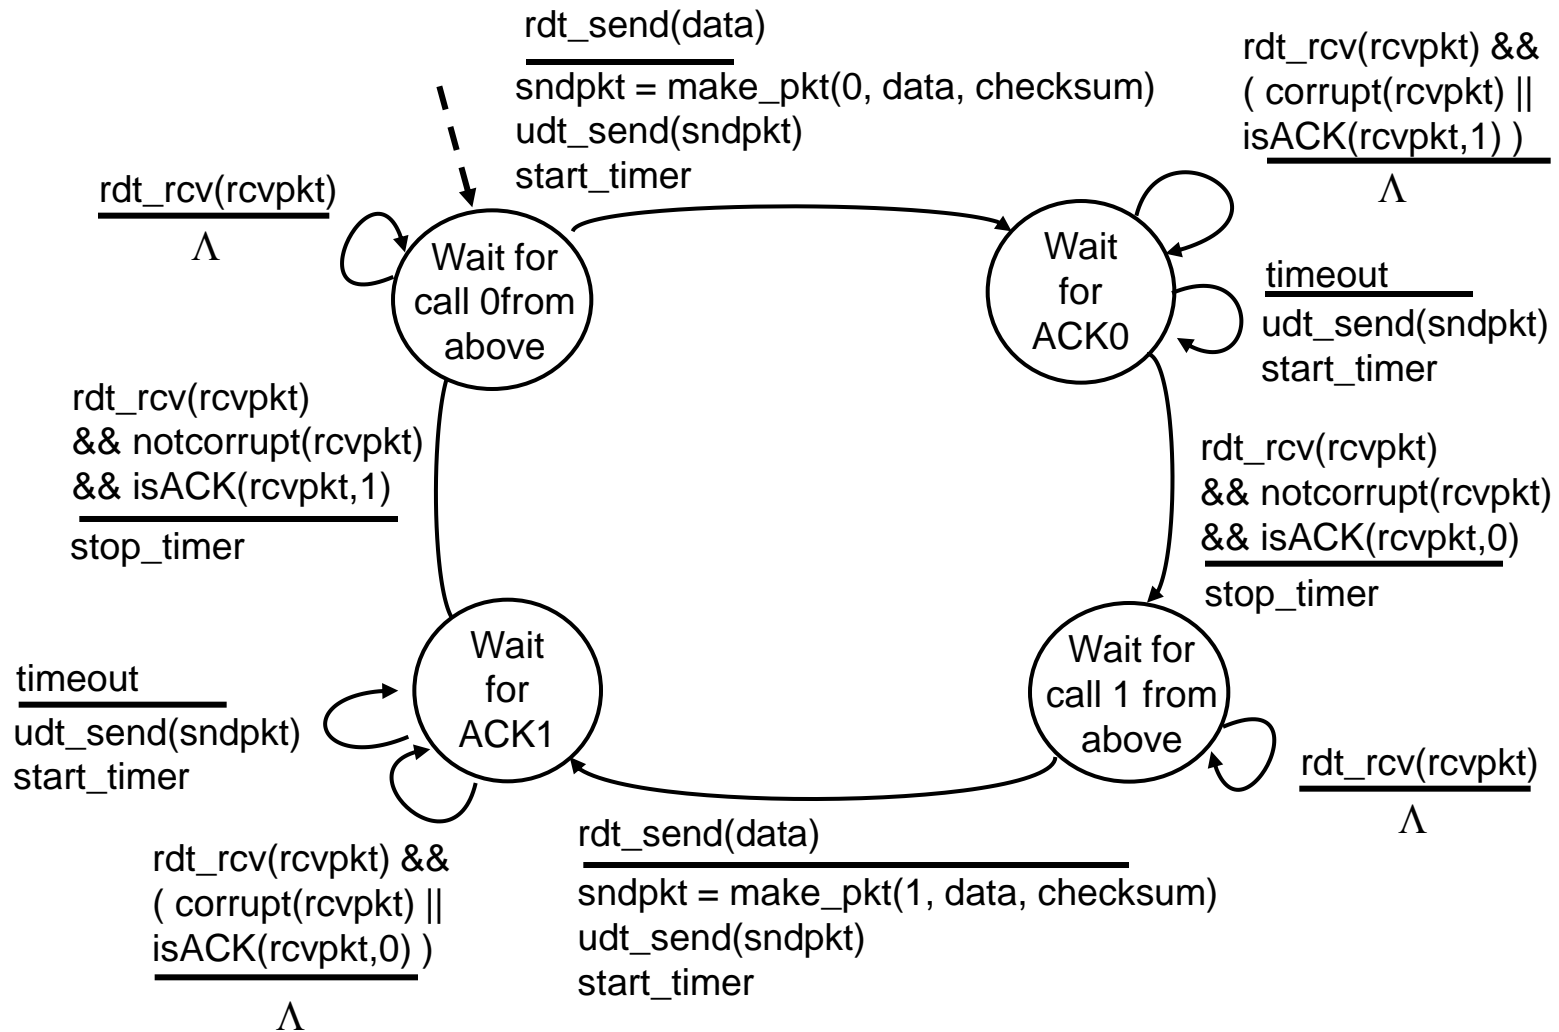 rdt_send(data)
sndpkt = make_pkt(0, data, checksum)
udt_send(sndpkt)
start_timer
rdt_rcv(rcvpkt) &&
( corrupt(rcvpkt) ||
isACK(rcvpkt,1) )
Λ
rdt_rcv(rcvpkt)
Λ
Wait for
call 0from
above
Wait
for
ACK0
timeout
udt_send(sndpkt)
start_timer
rdt_rcv(rcvpkt)
&& notcorrupt(rcvpkt)
&& isACK(rcvpkt,1)
stop_timer
rdt_rcv(rcvpkt)
&& notcorrupt(rcvpkt)
&& isACK(rcvpkt,0)
stop_timer
Wait
for
ACK1
Wait for
call 1 from
above
timeout
udt_send(sndpkt)
start_timer
rdt_rcv(rcvpkt)
Λ
rdt_rcv(rcvpkt) &&
( corrupt(rcvpkt) ||
isACK(rcvpkt,0) )
Λ
rdt_send(data)
sndpkt = make_pkt(1, data, checksum)
udt_send(sndpkt)
start_timer